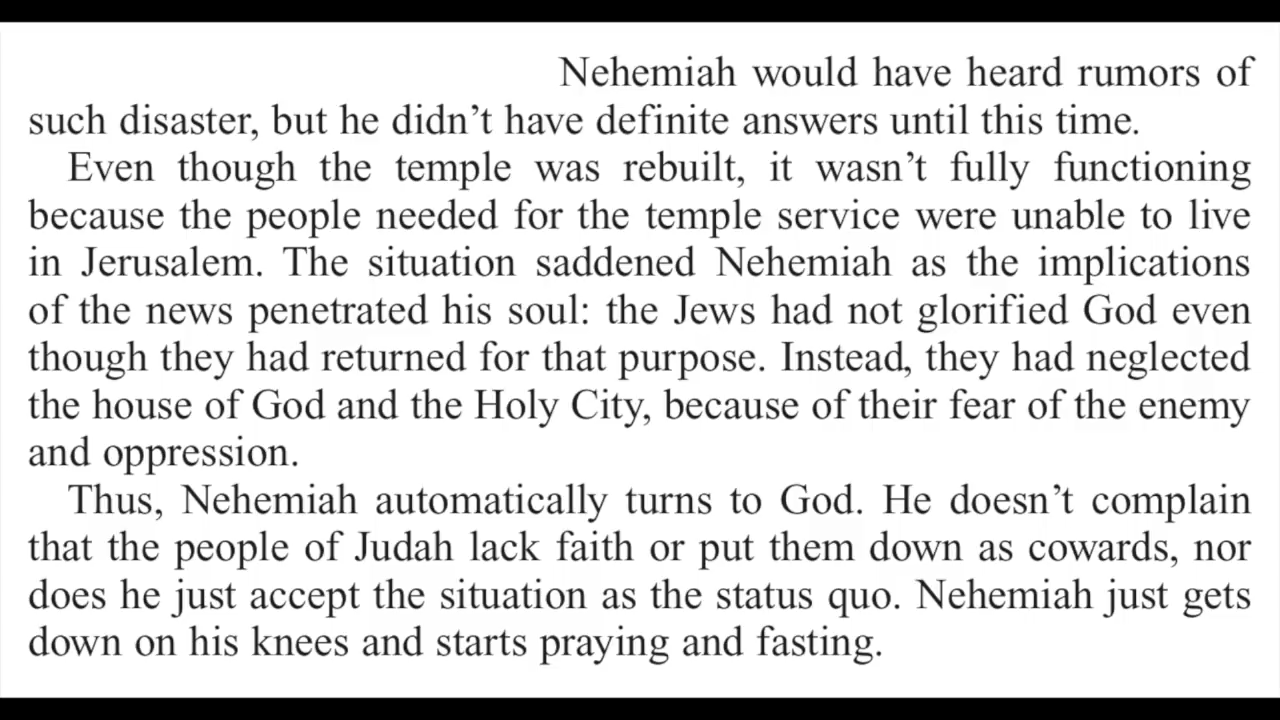 Nehemiah would have heard rumors of
such disaster, but he didn’t have definite answers until this time.
Even though the temple was rebuilt, it wasn’t fully functioning
because the people needed for the temple service were unable to live
in Jerusalem. The situation saddened Nehemiah as the implications
of the news penetrated his soul: the Jews had not glorified God even
though they had returned for that purpose. Instead, they had neglected
the house of God and the Holy City, because of their fear of the enemy
and oppression.
Thus, Nehemiah automatically turns to God. He doesn’t complain
that the people of Judah lack faith or put them down as cowards, nor
does he just accept the situation as the status quo. Nehemiah just gets
down on his knees and starts praying and fasting.